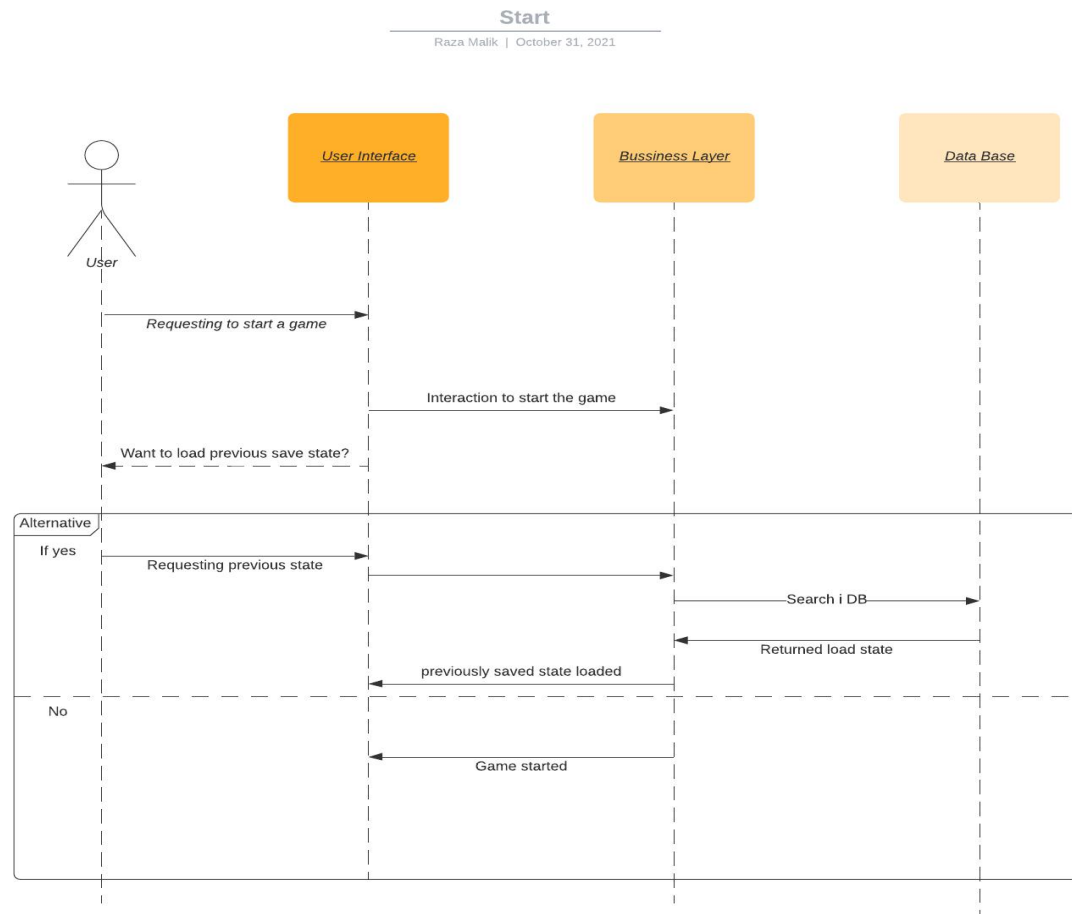 Start
Raza Malik | October 31, 2021
User Interface
Bussiness Layer
Data Base
User
Requesting to start a game
Interaction to start the game
Want to load previous save state?
Alternative
If yes
Requesting previous state
Search i DB
Returned load state
previously saved state loaded
No
Game started